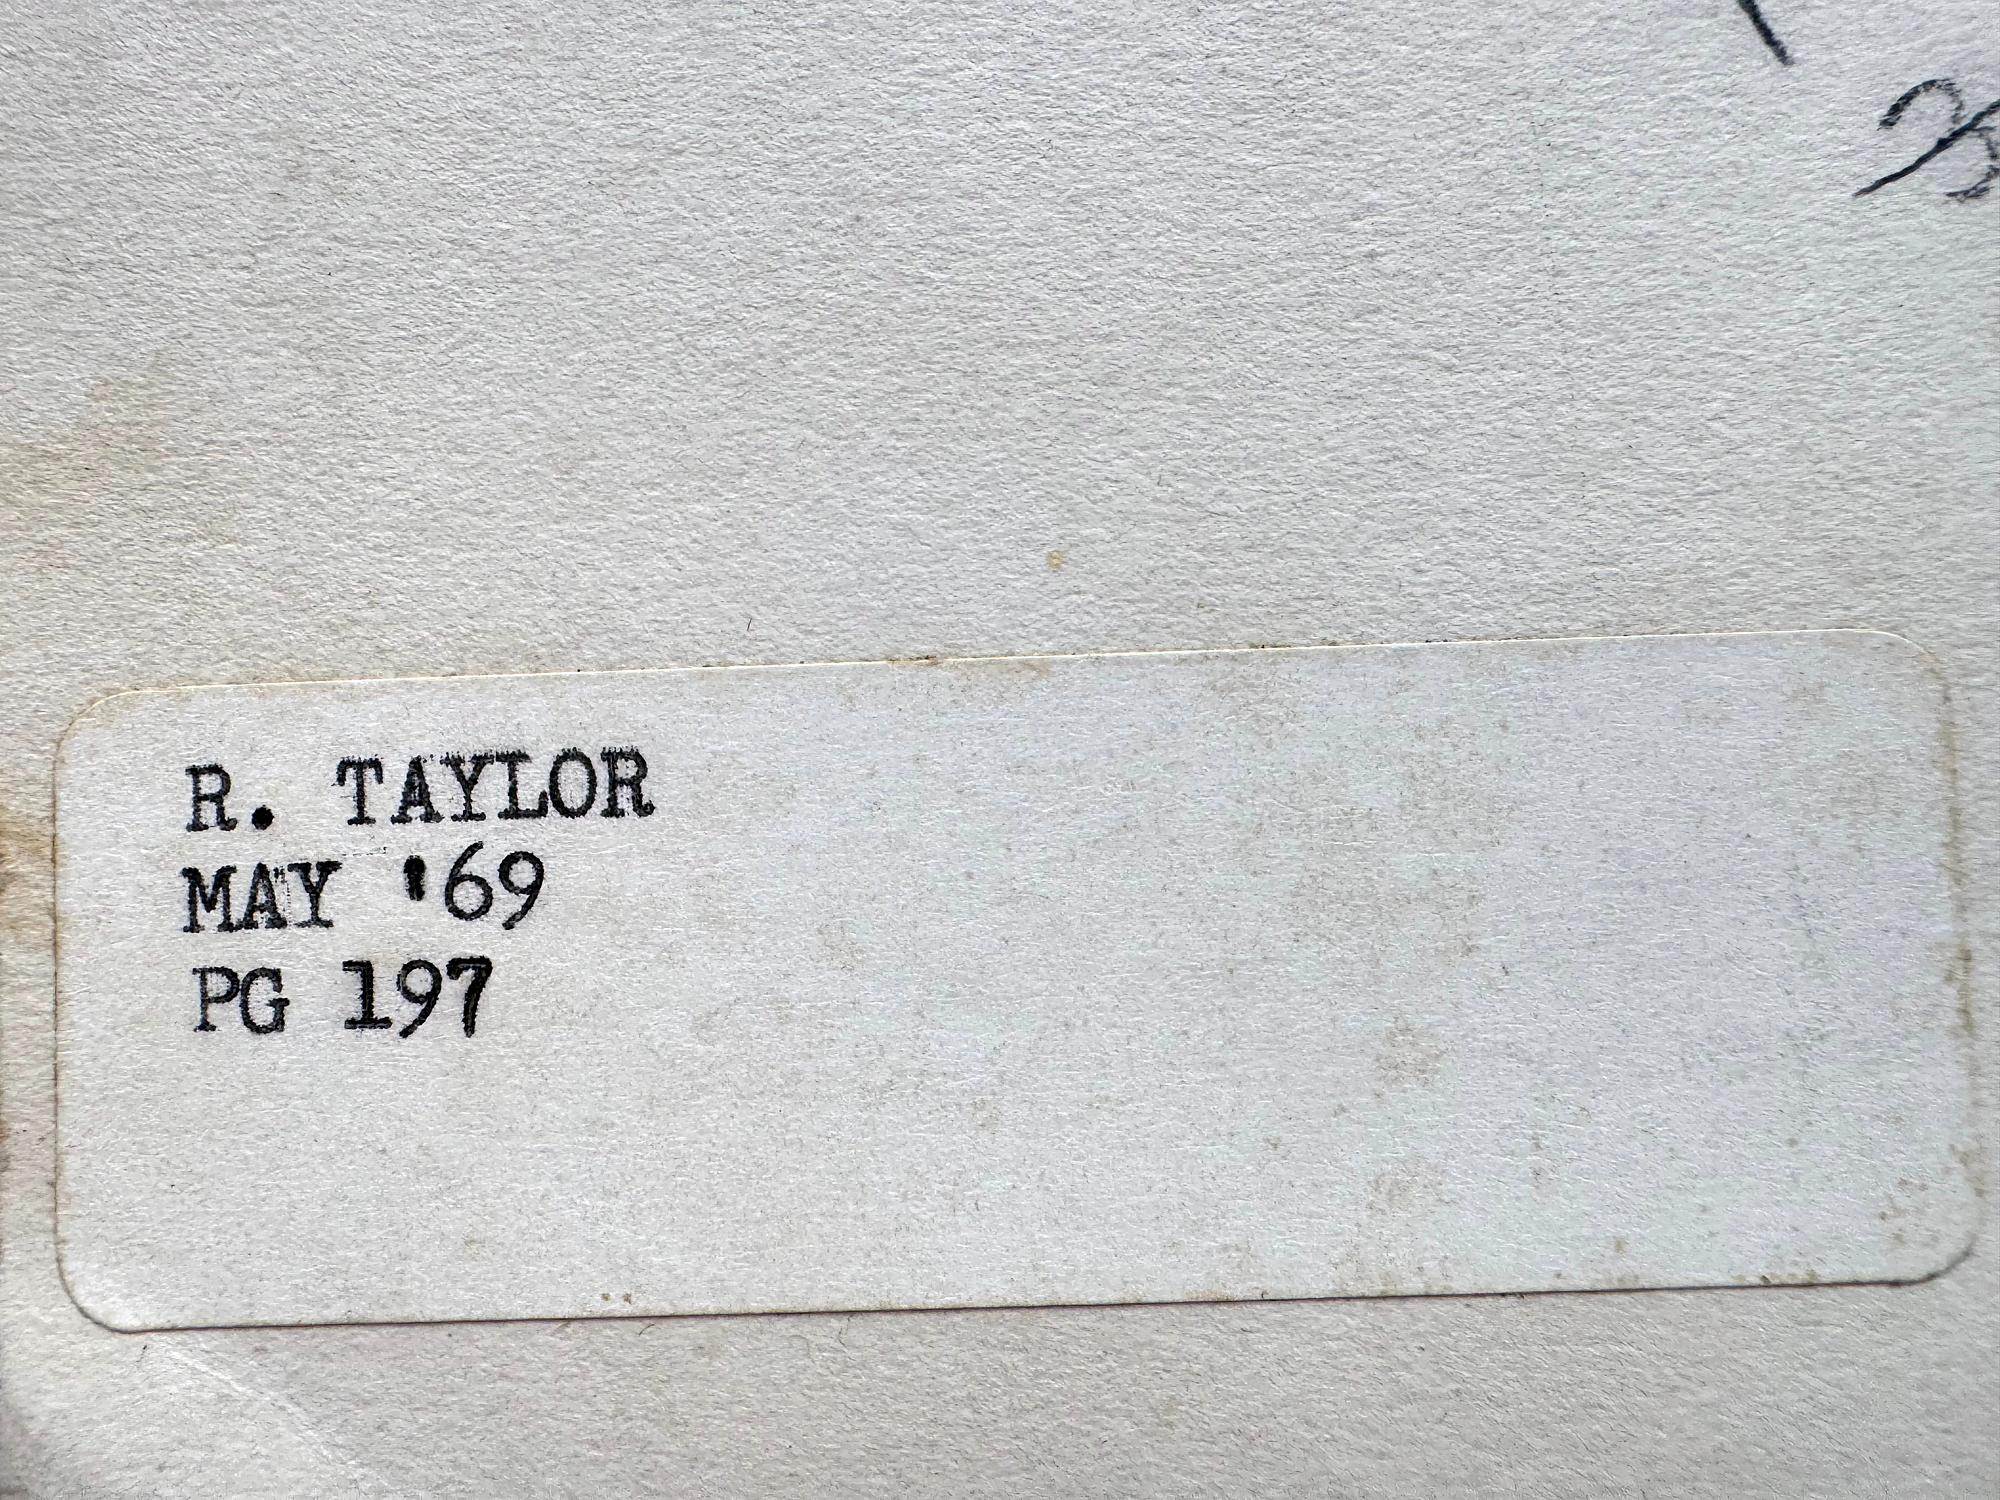 R. TAYLOR
MAY '69
PG 197